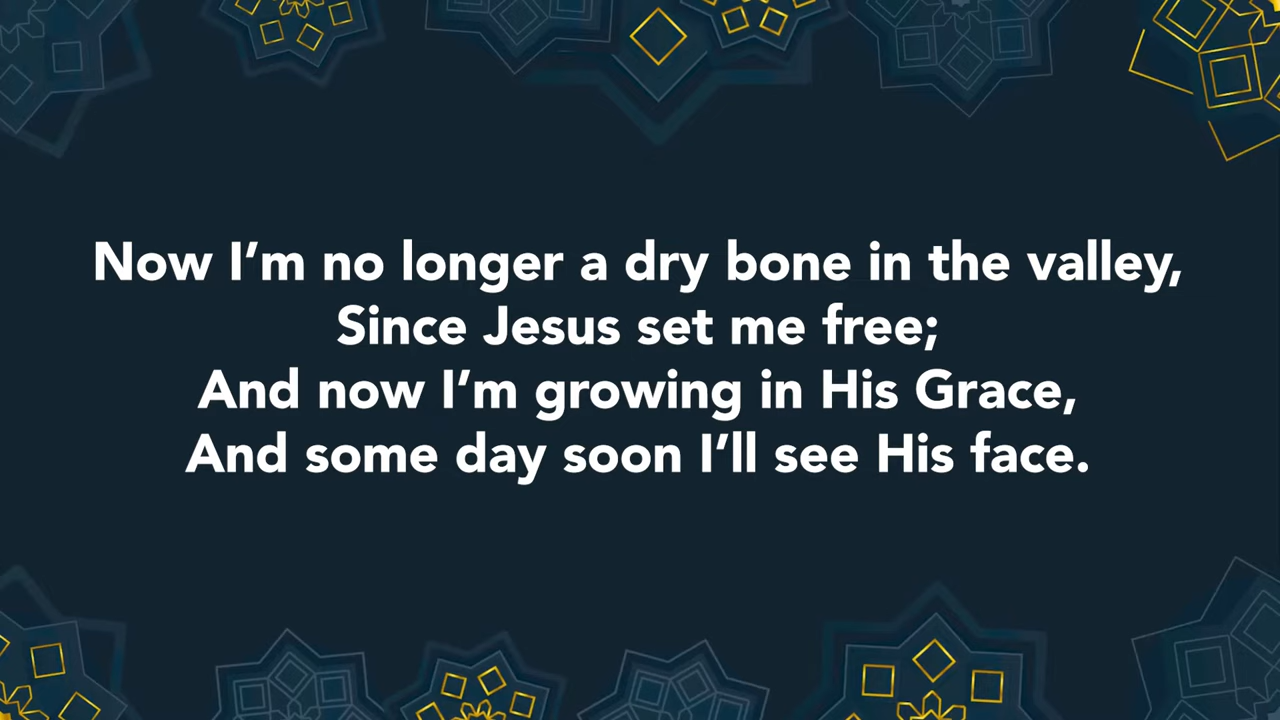 Now I’m no longer a dry bone in the valley,
Since Jesus set me free;
And now I’m growing in His Grace,
And some day soon I’ll see His face.